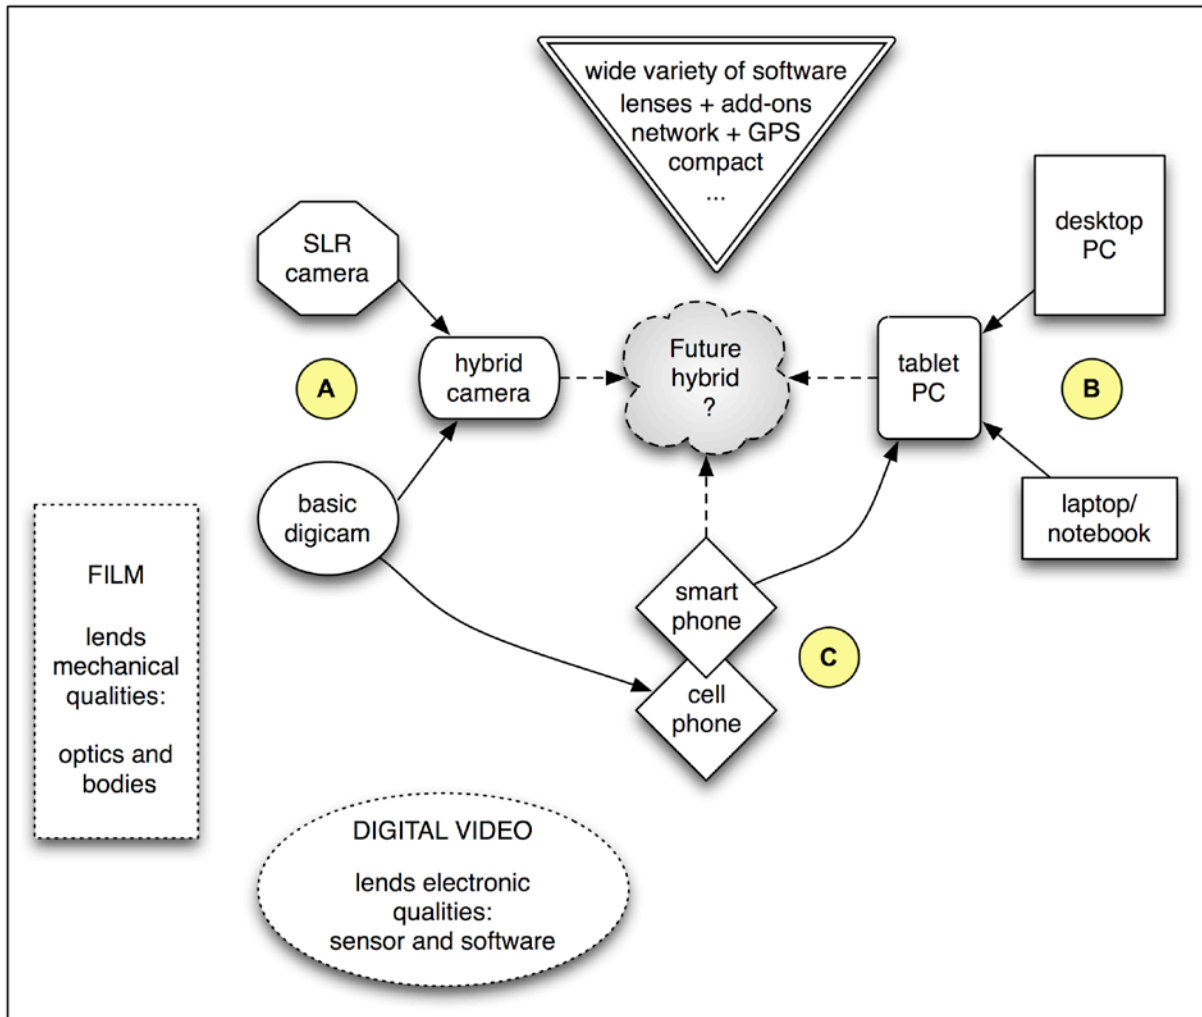 wide variety of software
lenses + add-ons
network + GPS
compact
...
SLR
camera
desktop
PC
A
hybrid
camera
Future
hybrid
?
tablet
PC
B
basic
digicam
laptop/
notebook
FILM
lends
mechanical
qualities:
optics and
bodies
smart
phone
C
cell
phone
DIGITAL VIDEO
lends electronic
qualities:
sensor and software